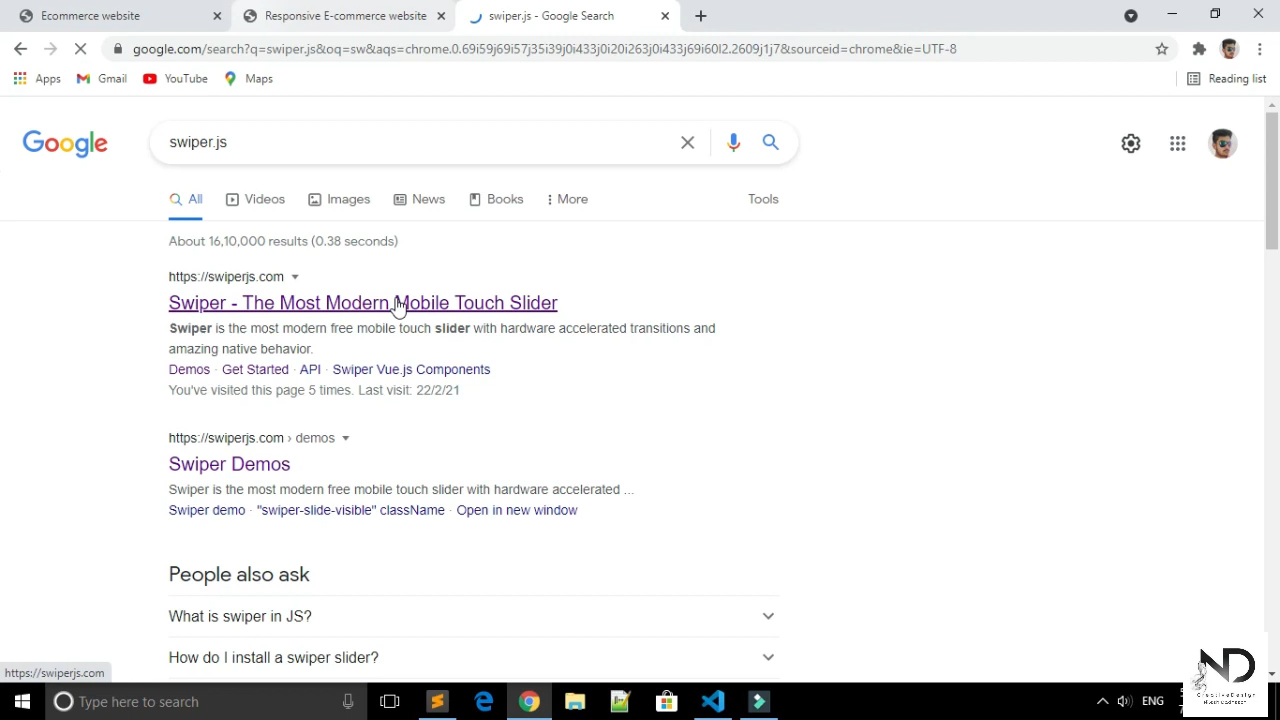 Ecommerce website
Responsive E-commerce website
swiper.js - Google Search
google.com/search?q=swiper.js&oq=sw&aqs=chrome.0.69i59j69i57j35i39j0i433j0i20i263j0i433j69i60l2.2609j1j7&sourceid=chrome&ie=UTF-8
Apps
Gmail
YouTube
Maps
Reading list
Google
swiper.js
All
Videos
Images
News
Books
More
Tools
About 16,10,000 results (0.38 seconds)
https://swiperjs.com
Swiper - The Most Modern Mobile Touch Slider
Swiper is the most modern free mobile touch slider with hardware accelerated transitions and
amazing native behavior.
Demos · Get Started · API · Swiper Vue.js Components
You've visited this page 5 times. Last visit: 22/2/21
https://swiperjs.com › demos
Swiper Demos
Swiper is the most modern free mobile touch slider with hardware accelerated ...
Swiper demo · "swiper-slide-visible" className · Open in new window
People also ask
What is swiper in JS?
How do I install a swiper slider?
https://swiperjs.com
Type here to search
ENG
ND